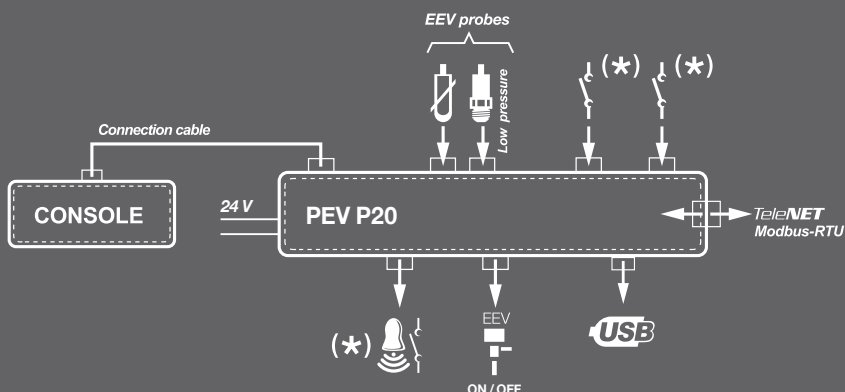 EEV probes
(*)
(*)
Low pressure
Connection cable
CONSOLE
24 V
PEV P20
TeleNET
Modbus-RTU
(*)
EEV
USB
ON / OFF